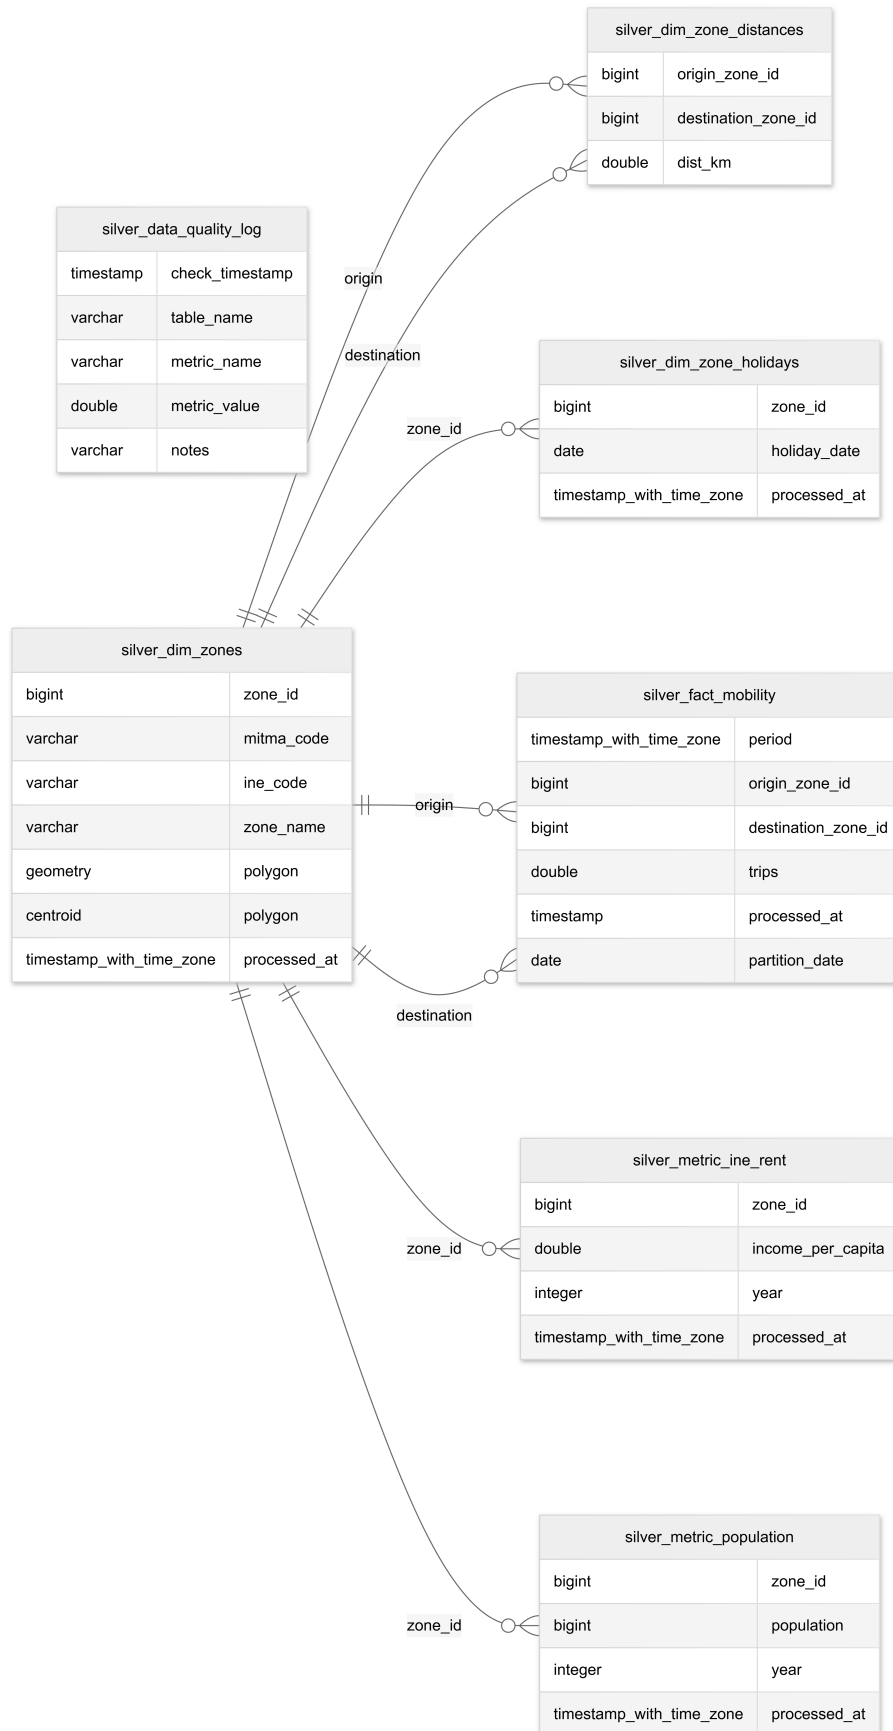 silver_dim_zone_distances
bigint origin_zone_id
bigint destination_zone_id
double dist_km
silver_data_quality_log
timestamp check_timestamp
varchar table_name
varchar metric_name
double metric_value
varchar notes
origin
destination
silver_dim_zone_holidays
bigint zone_id
date holiday_date
timestamp_with_time_zone processed_at
zone_id
silver_dim_zones
bigint zone_id
varchar mitma_code
varchar ine_code
varchar zone_name
geometry polygon
centroid polygon
timestamp_with_time_zone processed_at
silver_fact_mobility
timestamp_with_time_zone period
bigint origin_zone_id
bigint destination_zone_id
double trips
timestamp processed_at
date partition_date
origin
destination
silver_metric_ine_rent
bigint zone_id
double income_per_capita
integer year
timestamp_with_time_zone processed_at
zone_id
silver_metric_population
bigint zone_id
bigint population
integer year
timestamp_with_time_zone processed_at
zone_id